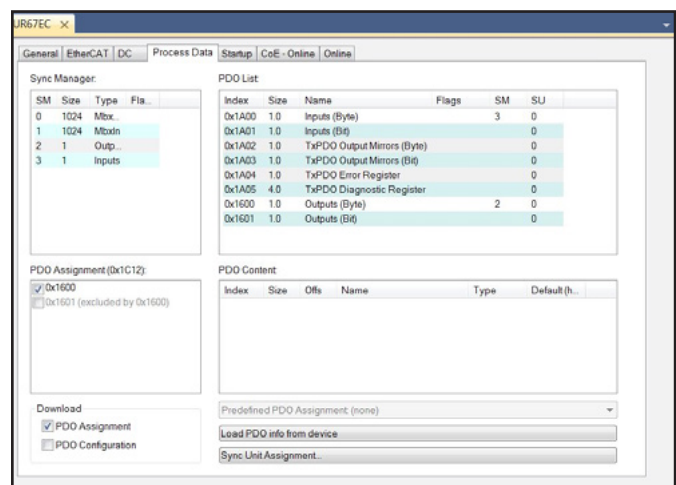 UR67EC ×
General EtherCAT DC Process Data Startup CoE - Online Online
Sync Manager:
SM Size Type Fla...
0 1024 Mbx...
1 1024 MbxIn
2 1 Outp...
3 1 Inputs
PDO List:
Index Size Name Flags SM SU
0x1A00 1.0 Inputs (Byte) 3 0
0x1A01 1.0 Inputs (Bit) 0
0x1A02 1.0 TxPDO Output Mirrors (Byte) 0
0x1A03 1.0 TxPDO Output Mirrors (Bit) 0
0x1A04 1.0 TxPDO Error Register 0
0x1A05 4.0 TxPDO Diagnostic Register 0
0x1600 1.0 Outputs (Byte) 2 0
0x1601 1.0 Outputs (Bit) 0
PDO Assignment (0x1C12):
0x1600
0x1601 (excluded by 0x1600)
PDO Content:
Index Size Offs Name Type Default (h...
Download
PDO Assignment
PDO Configuration
Predefined PDO Assignment: (none)
Load PDO info from device
Sync Unit Assignment...